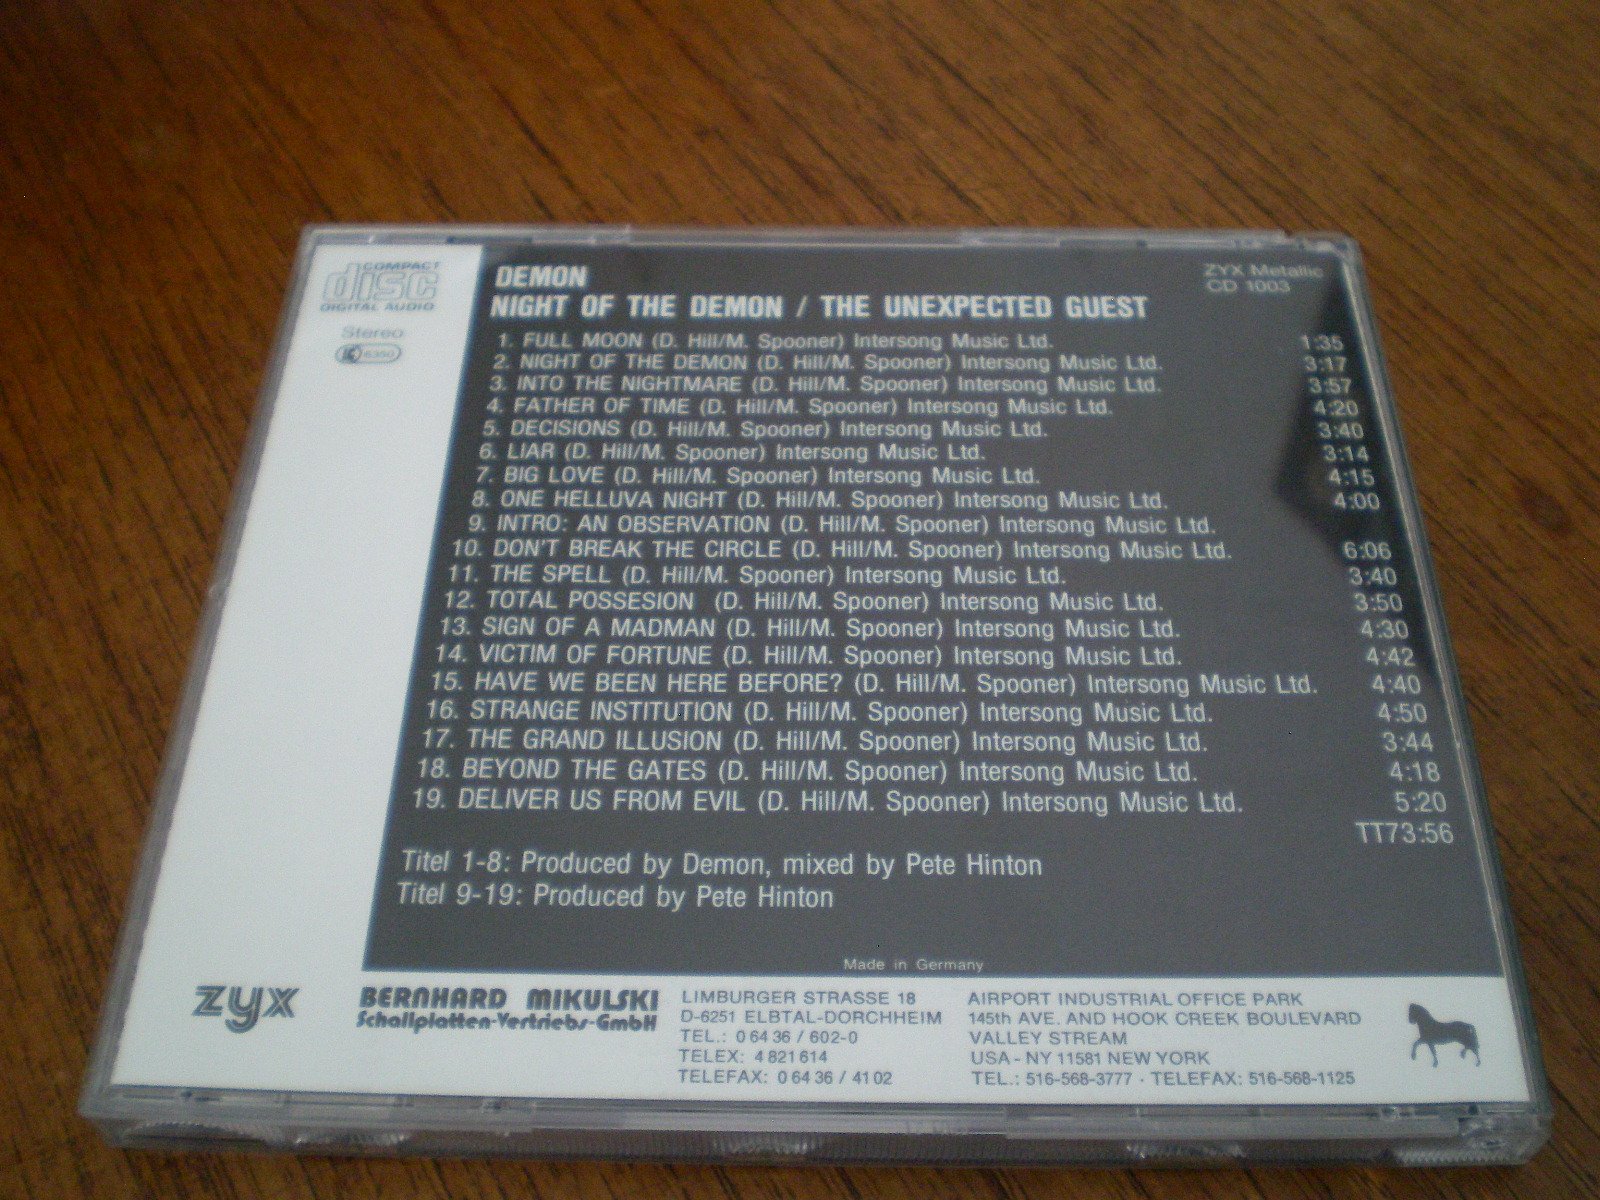 COMPACT
disc
DIGITAL AUDIO
Stereo
DEMON
NIGHT OF THE DEMON / THE UNEXPECTED GUEST
ZYX Metallic
CD 1003
1. FULL MOON (D. Hill/M. Spooner) Intersong Music Ltd. 1:35
2. NIGHT OF THE DEMON (D. Hill/M. Spooner) Intersong Music Ltd. 3:17
3. INTO THE NIGHTMARE (D. Hill/M. Spooner) Intersong Music Ltd. 3:57
4. FATHER OF TIME (D. Hill/M. Spooner) Intersong Music Ltd. 4:20
5. DECISIONS (D. Hill/M. Spooner) Intersong Music Ltd. 3:40
6. LIAR (D. Hill/M. Spooner) Intersong Music Ltd. 3:14
7. BIG LOVE (D. Hill/M. Spooner) Intersong Music Ltd. 4:15
8. ONE HELLUVA NIGHT (D. Hill/M. Spooner) Intersong Music Ltd. 4:00
9. INTRO: AN OBSERVATION (D. Hill/M. Spooner) Intersong Music Ltd.
10. DON'T BREAK THE CIRCLE (D. Hill/M. Spooner) Intersong Music Ltd. 6:06
11. THE SPELL (D. Hill/M. Spooner) Intersong Music Ltd. 3:40
12. TOTAL POSSESION (D. Hill/M. Spooner) Intersong Music Ltd. 3:50
13. SIGN OF A MADMAN (D. Hill/M. Spooner) Intersong Music Ltd. 4:30
14. VICTIM OF FORTUNE (D. Hill/M. Spooner) Intersong Music Ltd. 4:42
15. HAVE WE BEEN HERE BEFORE? (D. Hill/M. Spooner) Intersong Music Ltd. 4:40
16. STRANGE INSTITUTION (D. Hill/M. Spooner) Intersong Music Ltd. 4:50
17. THE GRAND ILLUSION (D. Hill/M. Spooner) Intersong Music Ltd. 3:44
18. BEYOND THE GATES (D. Hill/M. Spooner) Intersong Music Ltd. 4:18
19. DELIVER US FROM EVIL (D. Hill/M. Spooner) Intersong Music Ltd. 5:20
TT73:56
Titel 1-8: Produced by Demon, mixed by Pete Hinton
Titel 9-19: Produced by Pete Hinton
Made in Germany
zyx
BERNHARD MIKULSKI
Schallplatten-Vertriebs-GmbH
LIMBURGER STRASSE 18
D-6251 ELBTAL-DORCHHEIM
TEL.: 0 64 36 / 602-0
TELEX: 4 821 614
TELEFAX: 0 64 36 / 41 02
AIRPORT INDUSTRIAL OFFICE PARK
145th AVE. AND HOOK CREEK BOULEVARD
VALLEY STREAM
USA - NY 11581 NEW YORK
TEL.: 516-568-3777 · TELEFAX: 516-568-1125